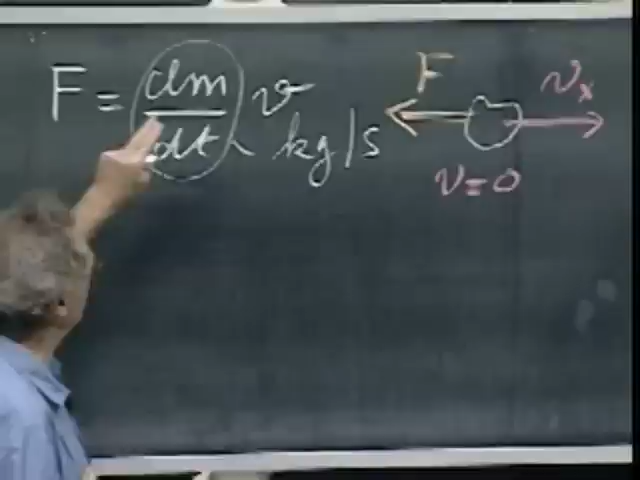 F = dm/dt v
kg/s
F
vₓ
v = 0